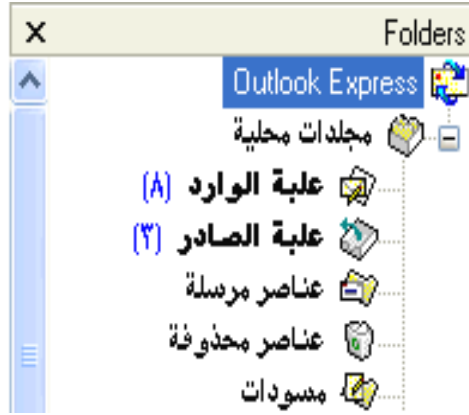 Folders
Outlook Express
مجلدات محلية
علبة الوارد (٨)
علبة الصادر (٣)
عناصر مرسلة
عناصر محذوفة
مسودات